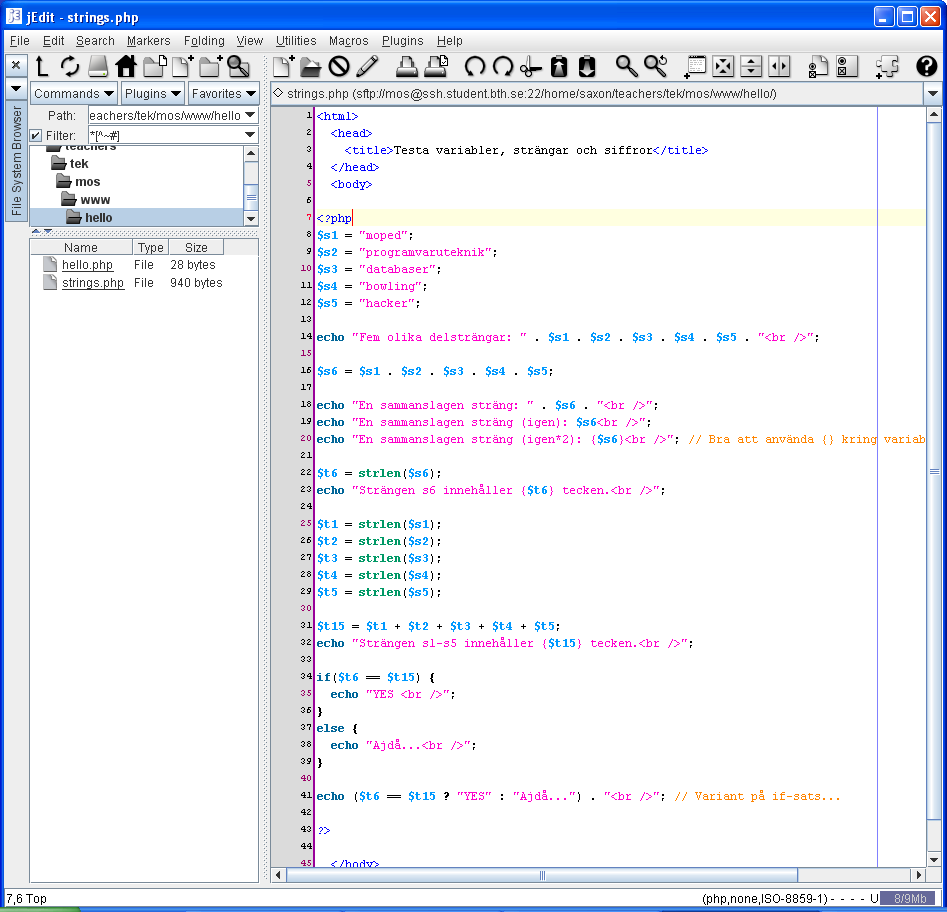 jEdit - strings.php
File Edit Search Markers Folding View Utilities Macros Plugins Help
Commands Plugins Favorites
Path: eachers/tek/mos/www/hello
Filter: *[^~#]
File System Browser
teachers
tek
mos
www
hello
Name Type Size
hello.php File 28 bytes
strings.php File 940 bytes
strings.php (sftp://mos@ssh.student.bth.se:22/home/saxon/teachers/tek/mos/www/hello/)
1 <html>
2 <head>
3 <title>Testa variabler, strängar och siffror</title>
4 </head>
5 <body>
6
7 <?php
8 $s1 = "moped";
9 $s2 = "programvaruteknik";
10 $s3 = "databaser";
11 $s4 = "bowling";
12 $s5 = "hacker";
13
14 echo "Fem olika delsträngar: " . $s1 . $s2 . $s3 . $s4 . $s5 . "<br />";
15
16 $s6 = $s1 . $s2 . $s3 . $s4 . $s5;
17
18 echo "En sammanslagen sträng: " . $s6 . "<br />";
19 echo "En sammanslagen sträng (igen): $s6<br />";
20 echo "En sammanslagen sträng (igen*2): {$s6}<br />"; // Bra att använda {} kring variab
21
22 $t6 = strlen($s6);
23 echo "Strängen s6 innehåller {$t6} tecken.<br />";
24
25 $t1 = strlen($s1);
26 $t2 = strlen($s2);
27 $t3 = strlen($s3);
28 $t4 = strlen($s4);
29 $t5 = strlen($s5);
30
31 $t15 = $t1 + $t2 + $t3 + $t4 + $t5;
32 echo "Strängen s1-s5 innehåller {$t15} tecken.<br />";
33
34 if($t6 == $t15) {
35 echo "YES <br />";
36 }
37 else {
38 echo "Ajdå...<br />";
39 }
40
41 echo ($t6 == $t15 ? "YES" : "Ajdå...") . "<br />"; // Variant på if-sats...
42
43 ?>
44
45 </body>
7,6 Top
(php,none,ISO-8859-1) - - - - U 8/9Mb